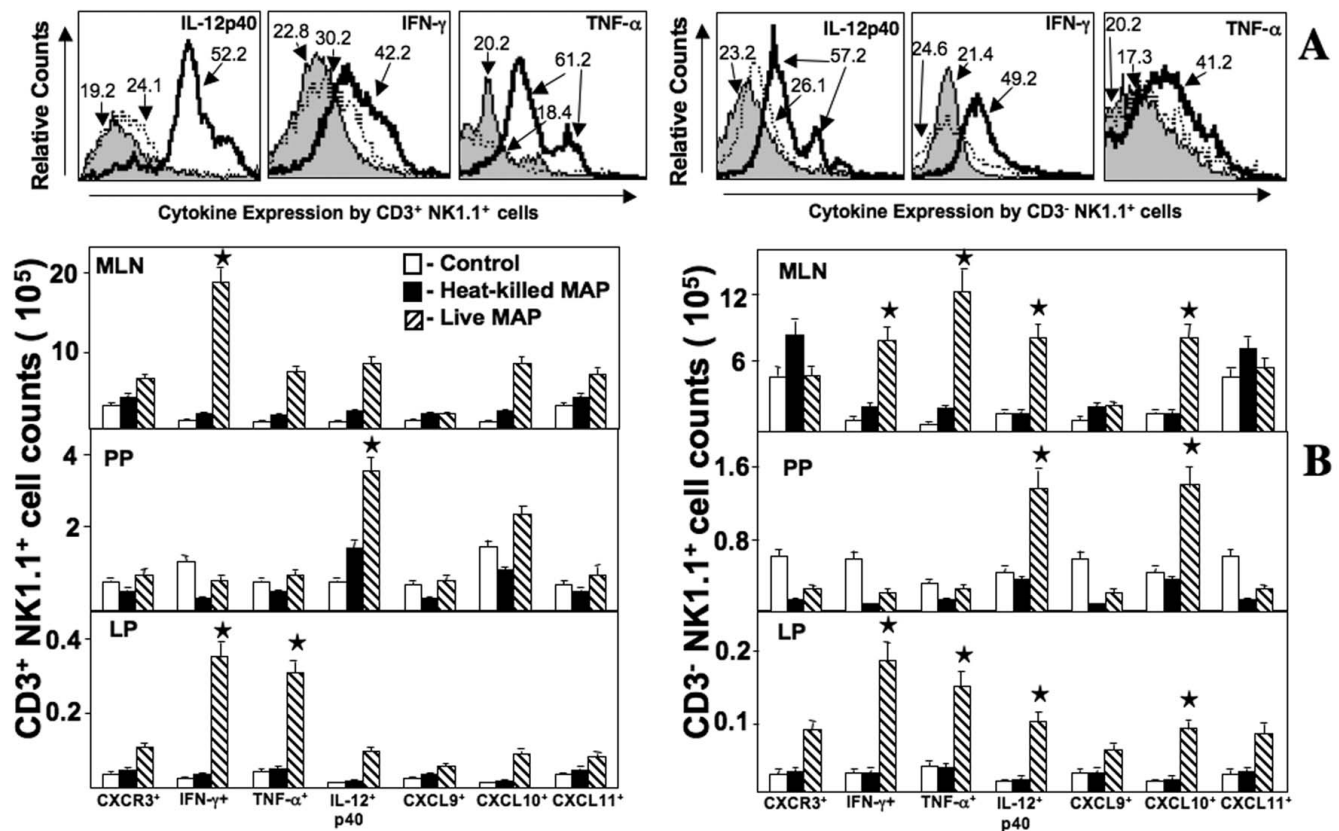 IL-12p40
IFN-γ
TNF-α
19.2
24.1
52.2
22.8
30.2
42.2
20.2
61.2
18.4
Relative Counts
Cytokine Expression by CD3⁺ NK1.1⁺ cells
IL-12p40
IFN-γ
TNF-α
23.2
57.2
26.1
24.6
21.4
49.2
20.2
17.3
41.2
Relative Counts
Cytokine Expression by CD3⁻ NK1.1⁺ cells
A
CD3⁺ NK1.1⁺ cell counts ( 10⁵)
MLN
20
10
- Control
- Heat-killed MAP
- Live MAP
PP
4
2
LP
0.4
0.2
CXCR3⁺ IFN-γ+ TNF-α⁺ IL-12⁺ CXCL9⁺ CXCL10⁺ CXCL11⁺
p40
CD3⁻ NK1.1⁺ cell counts ( 10⁵)
MLN
12
6
PP
1.6
0.8
LP
0.2
0.1
CXCR3⁺ IFN-γ⁺ TNF-α⁺ IL-12⁺ CXCL9⁺ CXCL10⁺ CXCL11⁺
p40
B